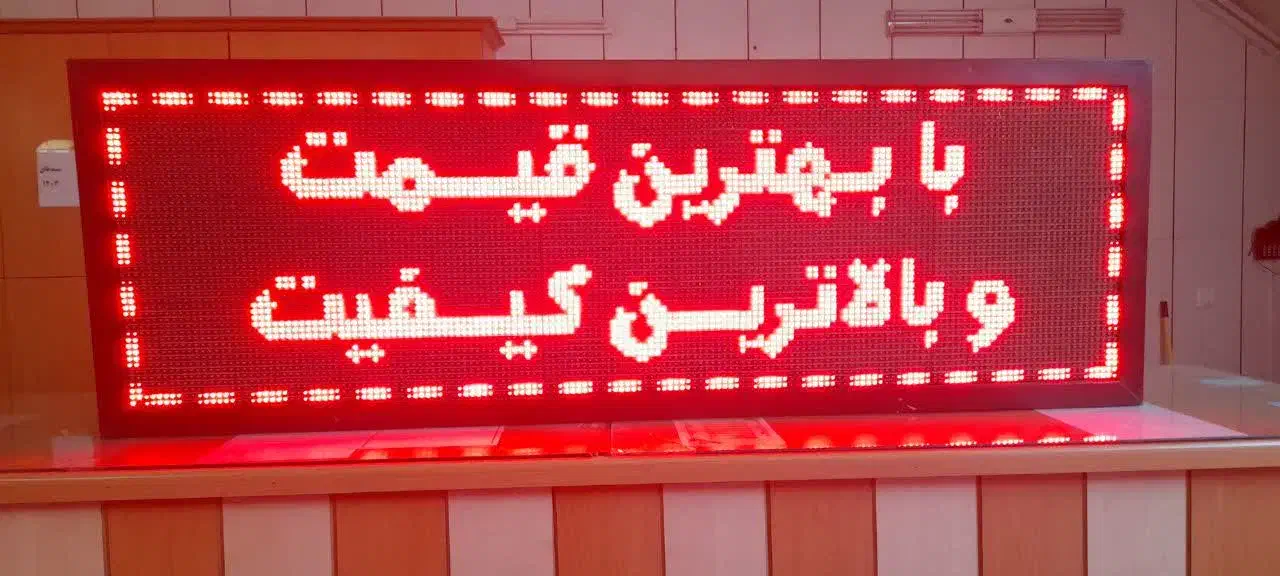 با بهترین قیمت
و بالاترین کیفیت